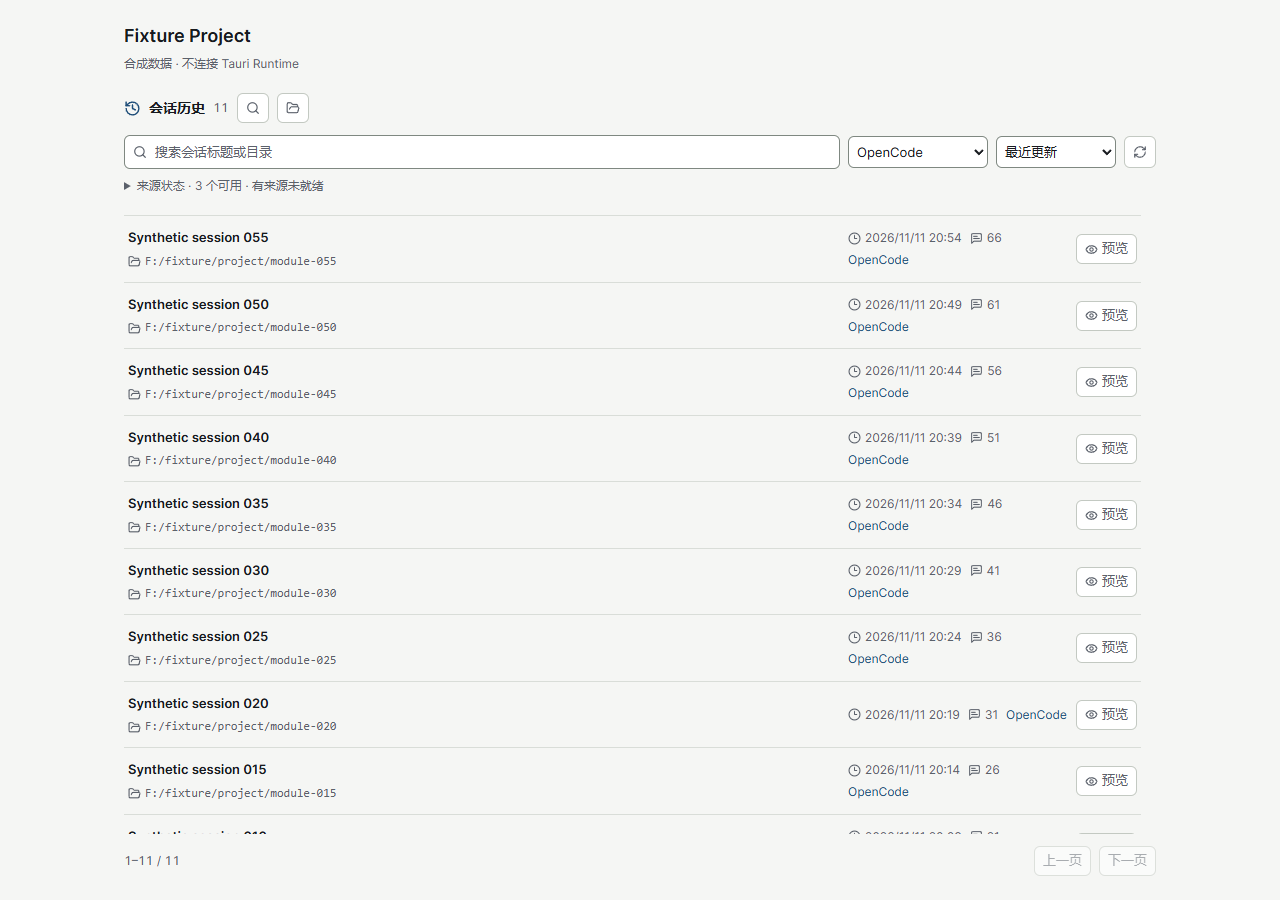 Fixture Project
合成数据 · 不连接 Tauri Runtime
会话历史 11
搜索会话标题或目录 OpenCode 最近更新
来源状态 · 3 个可用 · 有来源未就绪
Synthetic session 055 2026/11/11 20:54 66
F:/fixture/project/module-055 OpenCode 预览
Synthetic session 050 2026/11/11 20:49 61
F:/fixture/project/module-050 OpenCode 预览
Synthetic session 045 2026/11/11 20:44 56
F:/fixture/project/module-045 OpenCode 预览
Synthetic session 040 2026/11/11 20:39 51
F:/fixture/project/module-040 OpenCode 预览
Synthetic session 035 2026/11/11 20:34 46
F:/fixture/project/module-035 OpenCode 预览
Synthetic session 030 2026/11/11 20:29 41
F:/fixture/project/module-030 OpenCode 预览
Synthetic session 025 2026/11/11 20:24 36
F:/fixture/project/module-025 OpenCode 预览
Synthetic session 020 2026/11/11 20:19 31 OpenCode 预览
F:/fixture/project/module-020
Synthetic session 015 2026/11/11 20:14 26
F:/fixture/project/module-015 OpenCode 预览
1–11 / 11 上一页 下一页